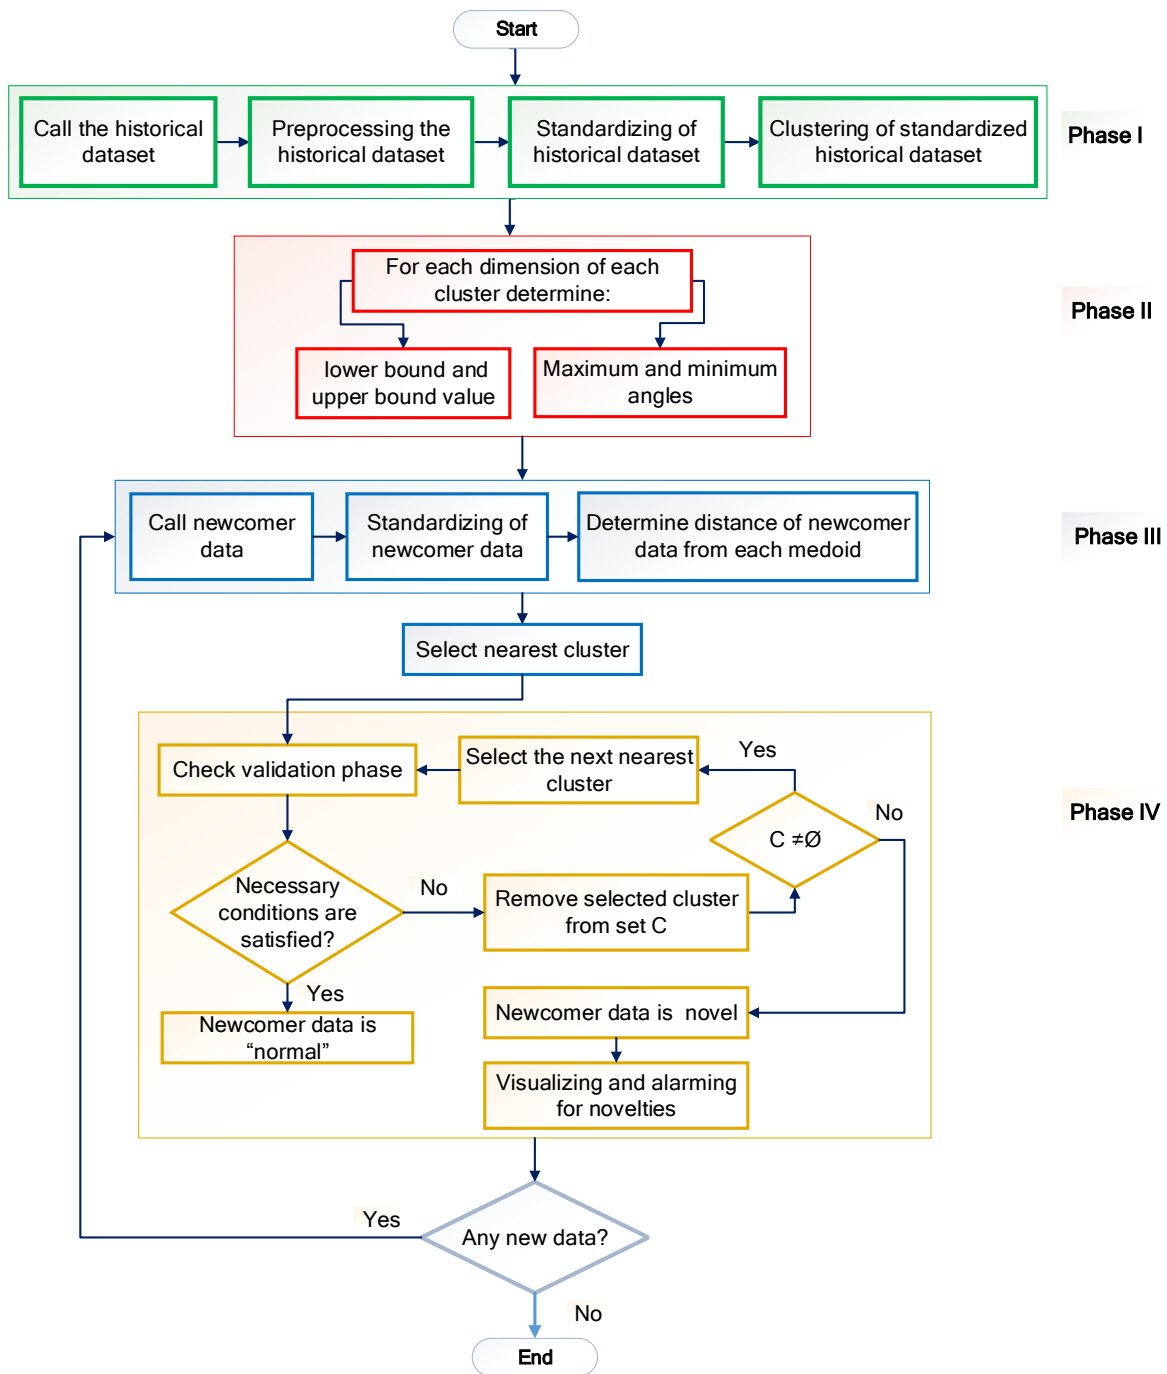 Start
Call the historical
dataset
Preprocessing the
historical dataset
Standardizing of
historical dataset
Clustering of standardized
historical dataset
Phase I
For each dimension of each
cluster determine:
lower bound and
upper bound value
Maximum and minimum
angles
Phase II
Call newcomer
data
Standardizing of
newcomer data
Determine distance of newcomer
data from each medoid
Phase III
Select nearest cluster
Check validation phase
Select the next nearest
cluster
Yes
C ≠Ø
No
Phase IV
Necessary
conditions are
satisfied?
No
Remove selected cluster
from set C
Yes
Newcomer data is
“normal”
Newcomer data is  novel
Visualizing and alarming
for novelties
Yes
Any new data?
No
End